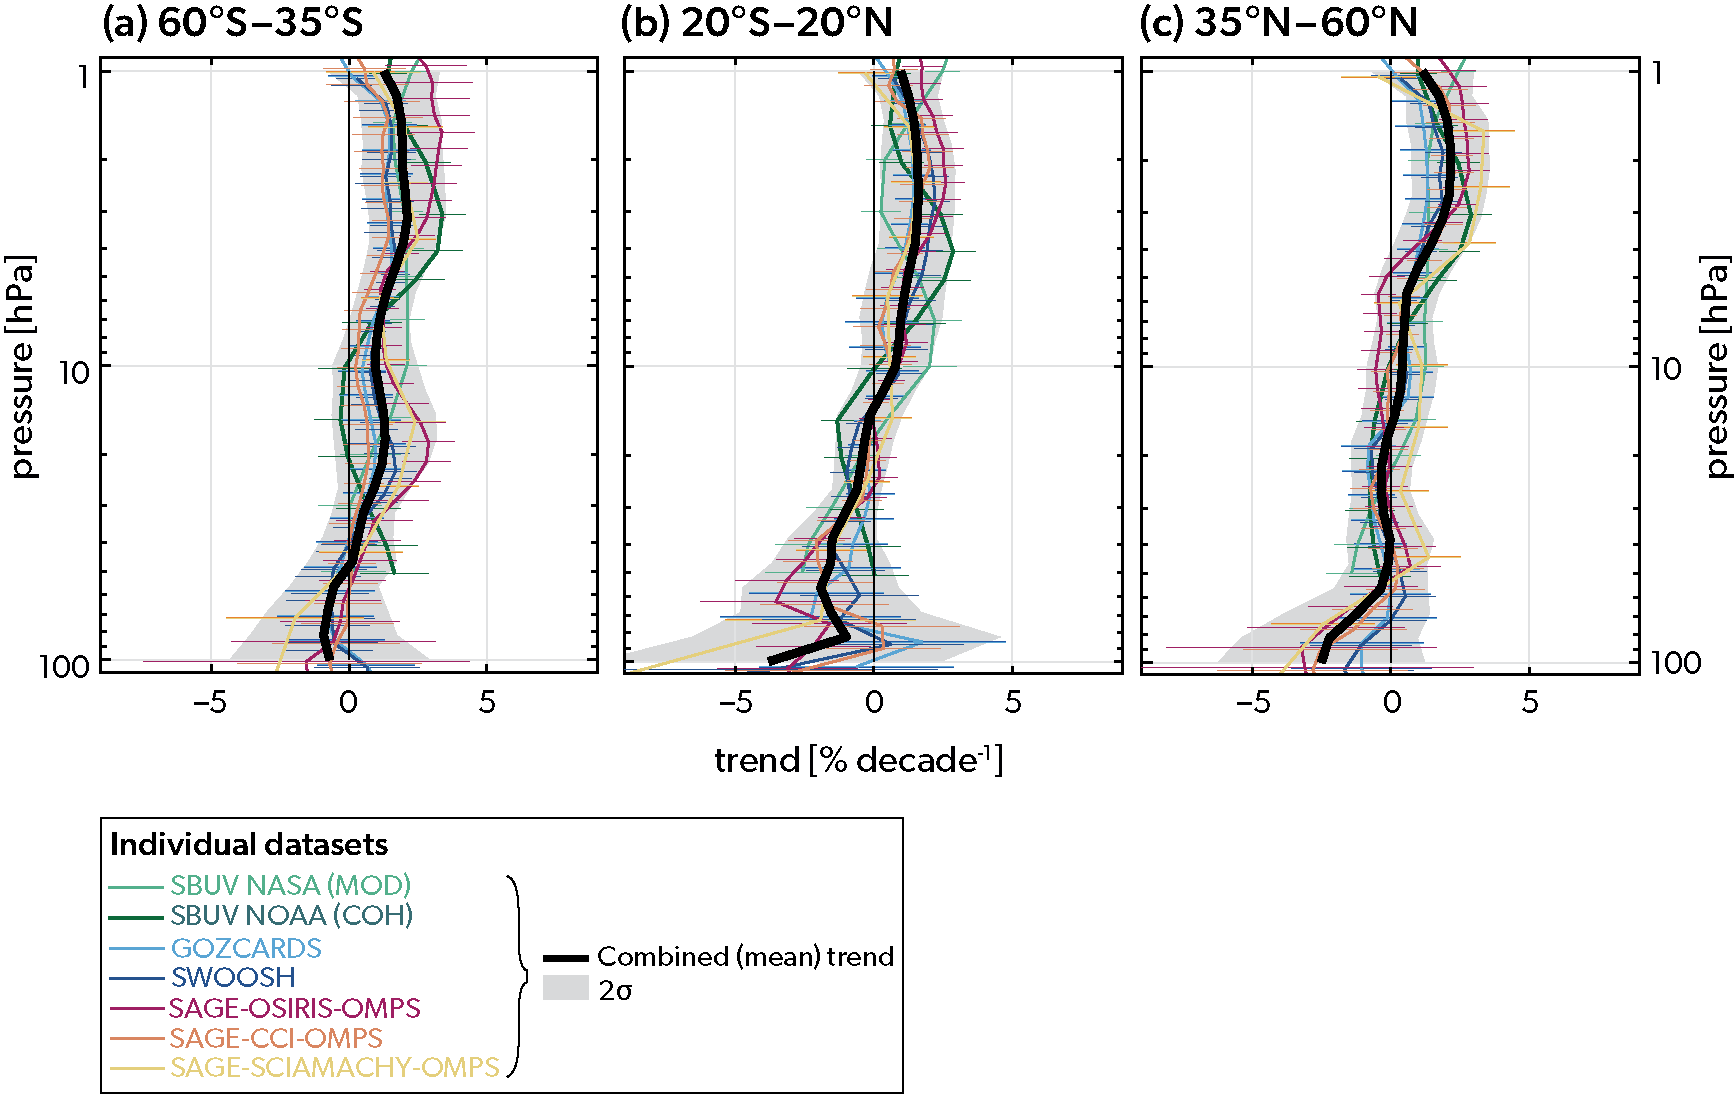 (a) 60°S–35°S
(b) 20°S–20°N
(c) 35°N–60°N
1
10
100
pressure [hPa]
1
10
100
pressure [hPa]
–5 0 5
–5 0 5
–5 0 5
trend [% decade-1]
Individual datasets
SBUV NASA (MOD)
SBUV NOAA (COH)
GOZCARDS
SWOOSH
SAGE-OSIRIS-OMPS
SAGE-CCI-OMPS
SAGE-SCIAMACHY-OMPS
Combined (mean) trend
2σ